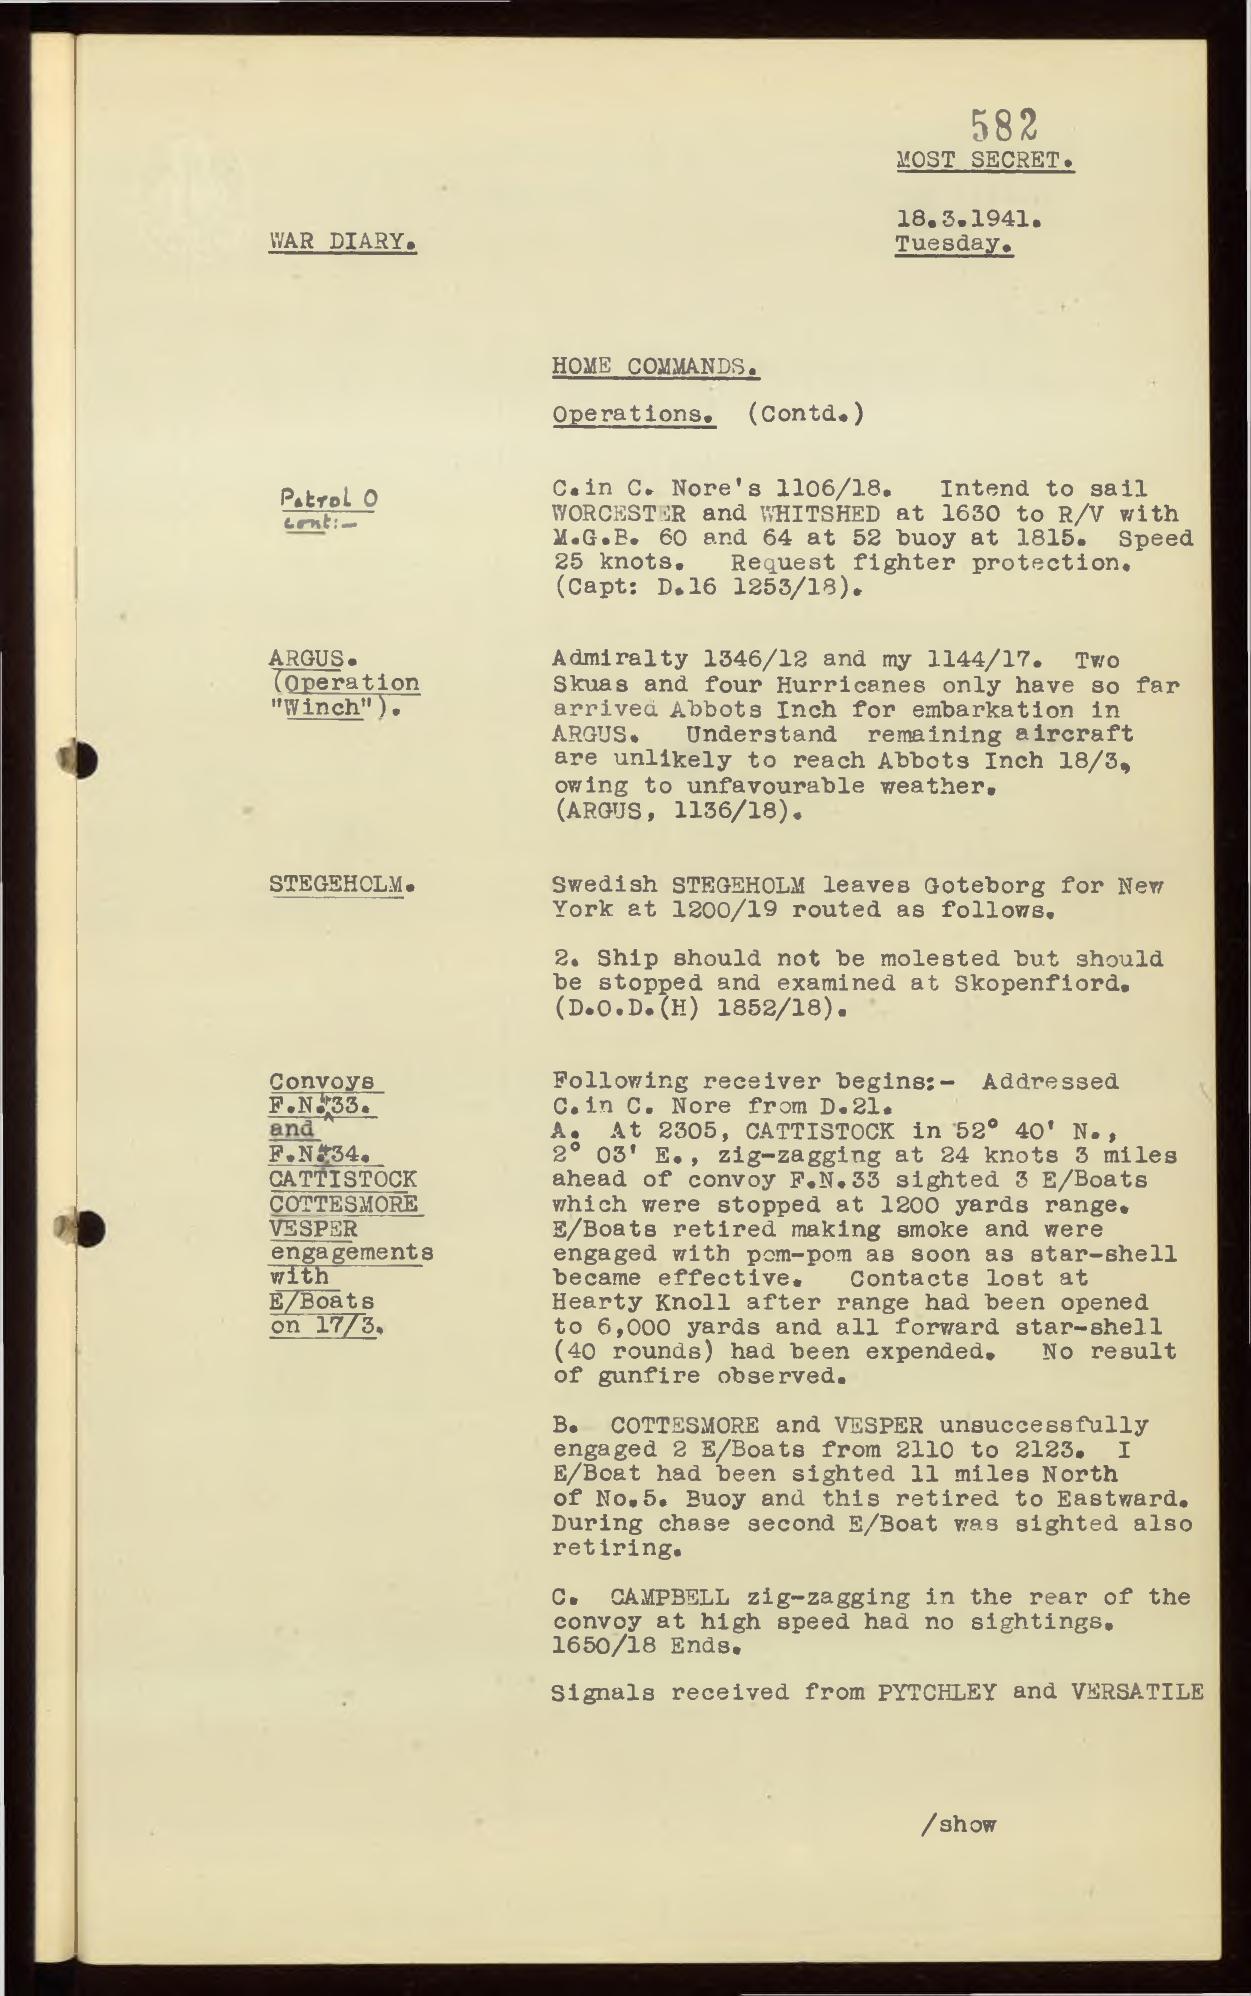 582
MOST SECRET.
18.3.1941.
Tuesday.
WAR DIARY.
HOME COMMANDS.
Operations. (Contd.)
Patrol O
cont:-
C.in C. Nore's 1106/18. Intend to sail
WORCESTER and WHITSHED at 1630 to R/V with
M.G.B. 60 and 64 at 52 buoy at 1815. Speed
25 knots. Request fighter protection.
(Capt: D.16 1253/18).
ARGUS.
(Operation
"Winch").
Admiralty 1346/12 and my 1144/17. Two
Skuas and four Hurricanes only have so far
arrived Abbots Inch for embarkation in
ARGUS. Understand remaining aircraft
are unlikely to reach Abbots Inch 18/3,
owing to unfavourable weather.
(ARGUS, 1136/18).
STEGEHOLM.
Swedish STEGEHOLM leaves Goteborg for New
York at 1200/19 routed as follows.
2. Ship should not be molested but should
be stopped and examined at Skopenfiord.
(D.O.D.(H) 1852/18).
Convoys
F.N.33.
and
F.N.34.
CATTISTOCK
COTTESMORE
VESPER
engagements
with
E/Boats
on 17/3.
Following receiver begins:- Addressed
C.in C. Nore from D.21.
A. At 2305, CATTISTOCK in 52° 40' N.,
2° 03' E., zig-zagging at 24 knots 3 miles
ahead of convoy F.N.33 sighted 3 E/Boats
which were stopped at 1200 yards range.
E/Boats retired making smoke and were
engaged with pom-pom as soon as star-shell
became effective. Contacts lost at
Hearty Knoll after range had been opened
to 6,000 yards and all forward star-shell
(40 rounds) had been expended. No result
of gunfire observed.
B. COTTESMORE and VESPER unsuccessfully
engaged 2 E/Boats from 2110 to 2123. I
E/Boat had been sighted 11 miles North
of No.5. Buoy and this retired to Eastward.
During chase second E/Boat was sighted also
retiring.
C. CAMPBELL zig-zagging in the rear of the
convoy at high speed had no sightings.
1650/18 Ends.
Signals received from PYTCHLEY and VERSATILE
/show